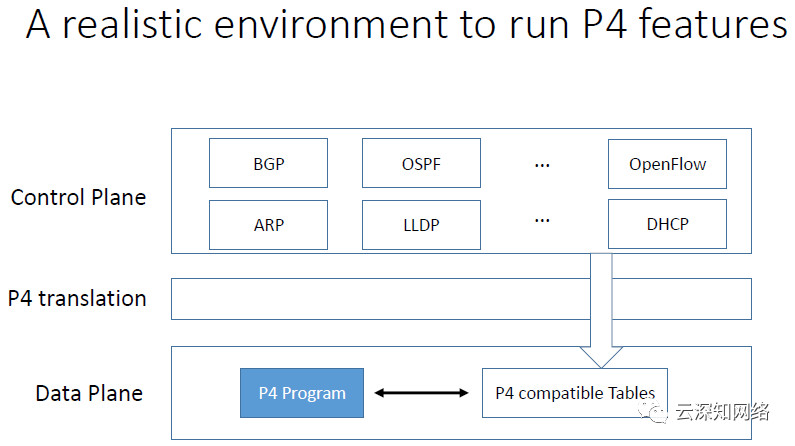 A realistic environment to run P4 features
Control Plane
BGP
OSPF
...
OpenFlow
ARP
LLDP
...
DHCP
P4 translation
Data Plane
P4 Program
P4 compatible Tables
云深知网络